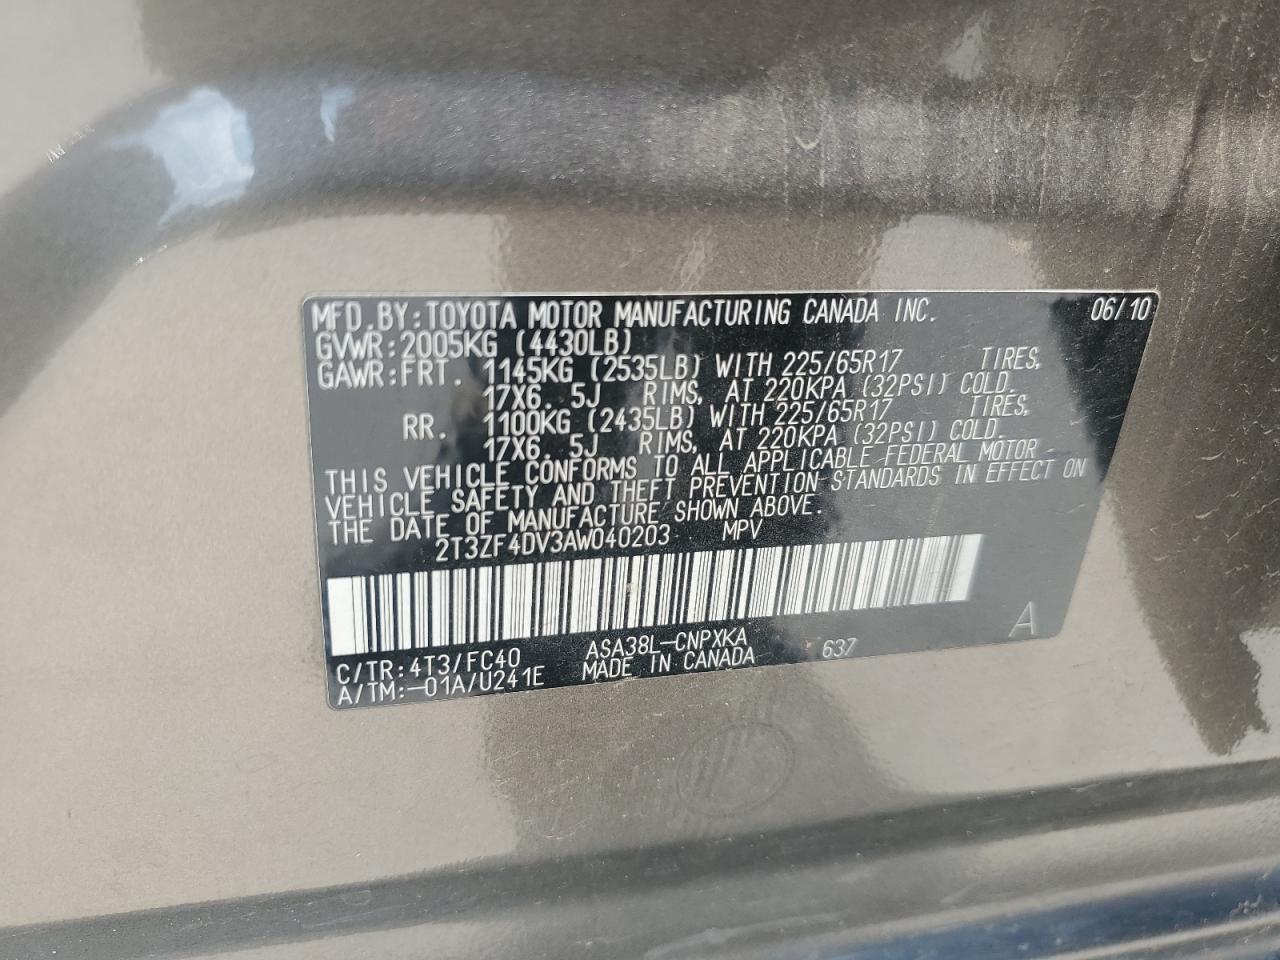 MFD.BY:TOYOTA MOTOR MANUFACTURING CANADA INC. 06/10
GVWR:2005KG (4430LB)
GAWR:FRT. 1145KG (2535LB) WITH 225/65R17 TIRES,
17X6. 5J RIMS, AT 220KPA (32PSI) COLD.
RR. 1100KG (2435LB) WITH 225/65R17 TIRES,
17X6. 5J RIMS, AT 220KPA (32PSI) COLD.
THIS VEHICLE CONFORMS TO ALL APPLICABLE FEDERAL MOTOR
VEHICLE SAFETY AND THEFT PREVENTION STANDARDS IN EFFECT ON
THE DATE OF MANUFACTURE SHOWN ABOVE.
2T3ZF4DV3AW040203 MPV
C/TR:4T3/FC40 ASA38L-CNPXKA 637 A
A/TM:-01A/U241E MADE IN CANADA